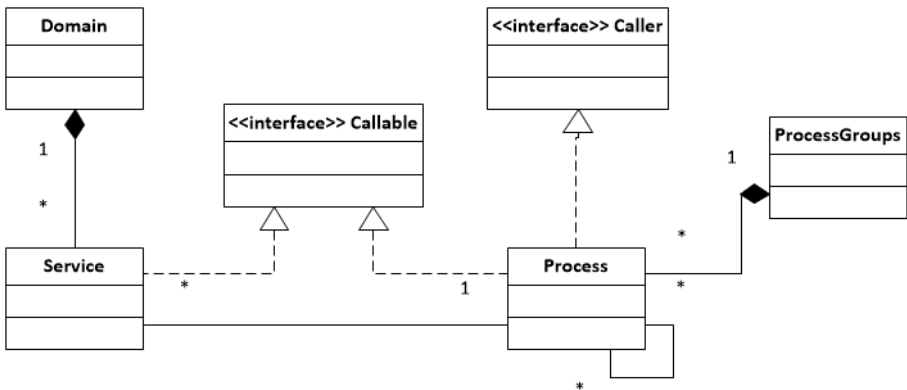 Domain
<<interface>> Caller
<<interface>> Callable
ProcessGroups
1
1
*
*
Service
Process
*
1
*
*